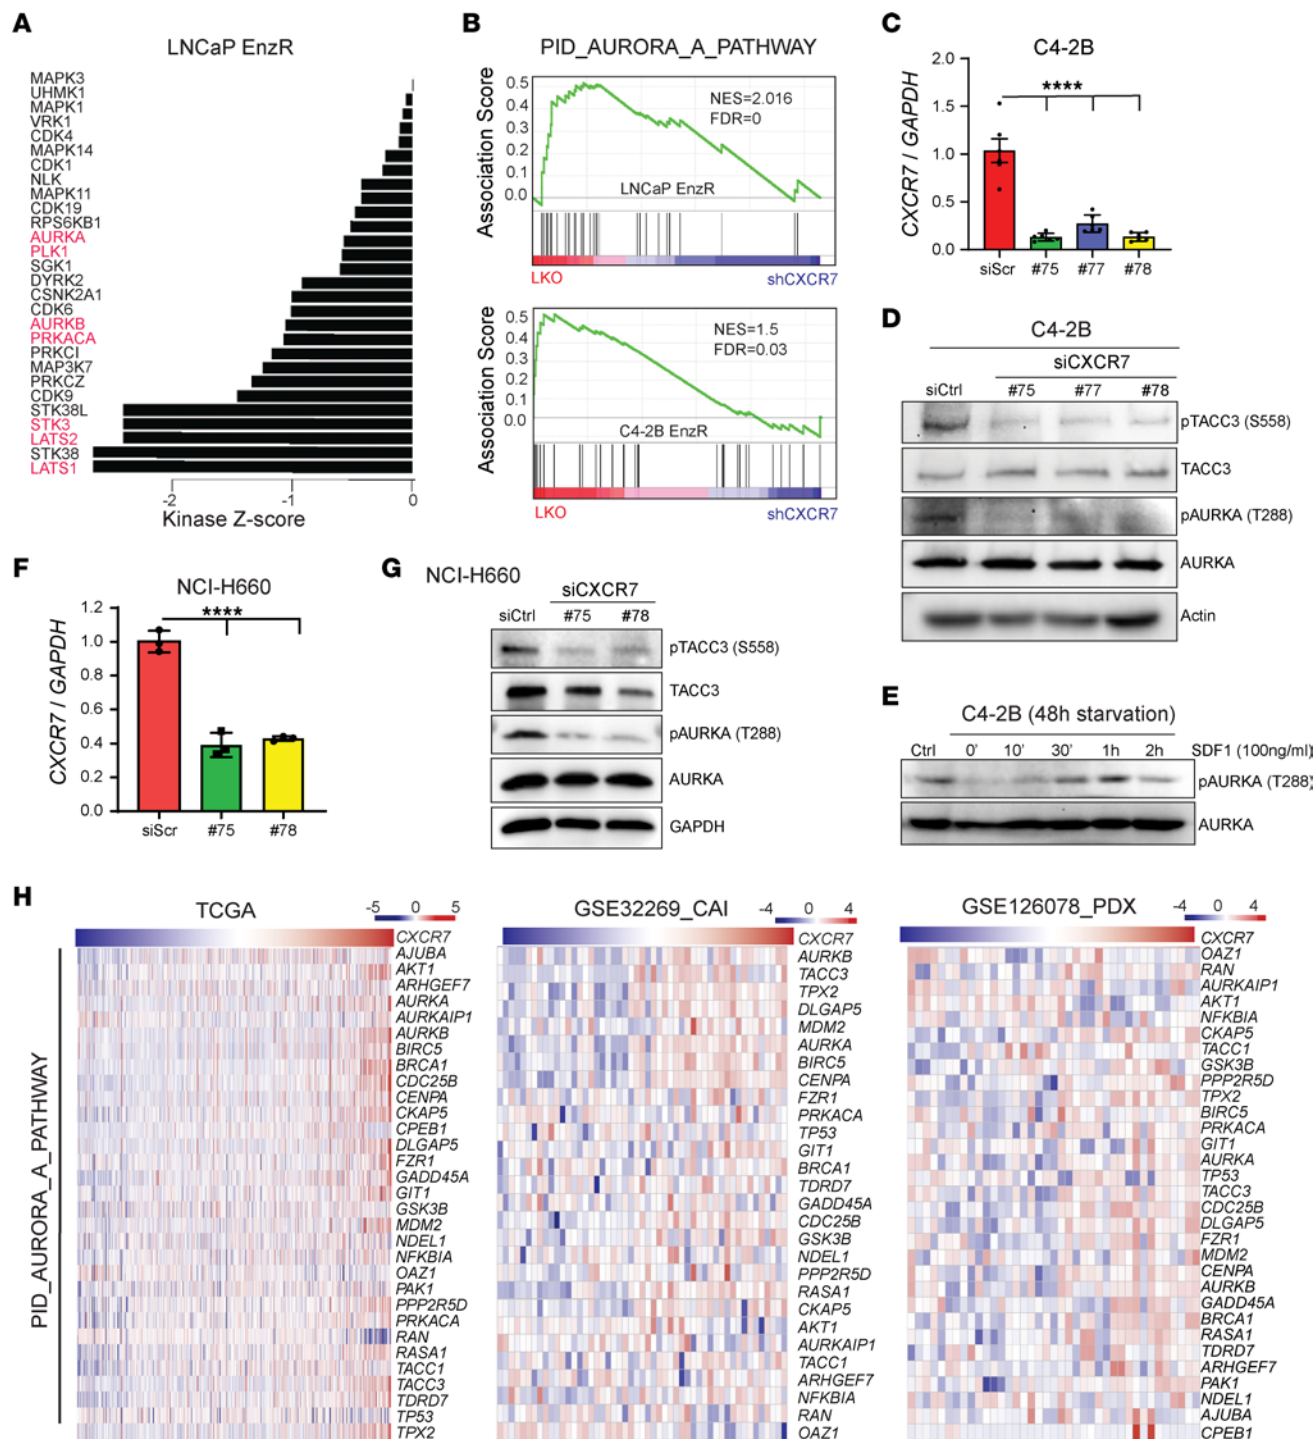 A
LNCaP EnzR
MAPK3
UHMK1
MAPK1
VRK1
CDK4
MAPK14
CDK1
NLK
MAPK11
CDK19
RPS6KB1
AURKA
PLK1
SGK1
DYRK2
CSNK2A1
CDK6
AURKB
PRKACA
PRKCI
MAP3K7
PRKCZ
CDK9
STK38L
STK3
LATS2
STK38
LATS1
-2 -1 0
Kinase Z-score
B
PID_AURORA_A_PATHWAY
Association Score
0.5
0.4
0.3
0.2
0.1
0.0
NES=2.016
FDR=0
LNCaP EnzR
LKO shCXCR7
Association Score
0.5
0.4
0.3
0.2
0.1
0.0
NES=1.5
FDR=0.03
C4-2B EnzR
LKO shCXCR7
C
C4-2B
CXCR7 / GAPDH
2.0
1.5
1.0
0.5
0.0
****
siScr #75 #77 #78
D
C4-2B
siCXCR7
siCtrl #75 #77 #78
pTACC3 (S558)
TACC3
pAURKA (T288)
AURKA
Actin
E
C4-2B (48h starvation)
Ctrl 0' 10' 30' 1h 2h SDF1 (100ng/ml)
pAURKA (T288)
AURKA
F
NCI-H660
CXCR7 / GAPDH
1.2
1.0
0.8
0.6
0.4
0.2
0.0
****
siScr #75 #78
G
NCI-H660
siCXCR7
siCtrl #75 #78
pTACC3 (S558)
TACC3
pAURKA (T288)
AURKA
GAPDH
H
PID_AURORA_A_PATHWAY
TCGA
-5 0 5
CXCR7
AJUBA
AKT1
ARHGEF7
AURKA
AURKAIP1
AURKB
BIRC5
BRCA1
CDC25B
CENPA
CKAP5
CPEB1
DLGAP5
FZR1
GADD45A
GIT1
GSK3B
MDM2
NDEL1
NFKBIA
OAZ1
PAK1
PPP2R5D
PRKACA
RAN
RASA1
TACC1
TACC3
TDRD7
TP53
TPX2
GSE32269_CAI
-4 0 4
CXCR7
AURKB
TACC3
TPX2
DLGAP5
MDM2
AURKA
BIRC5
CENPA
FZR1
PRKACA
TP53
GIT1
BRCA1
TDRD7
GADD45A
CDC25B
GSK3B
NDEL1
PPP2R5D
RASA1
CKAP5
AKT1
AURKAIP1
TACC1
ARHGEF7
NFKBIA
RAN
OAZ1
GSE126078_PDX
-4 0 4
CXCR7
OAZ1
RAN
AURKAIP1
AKT1
NFKBIA
CKAP5
TACC1
GSK3B
PPP2R5D
TPX2
BIRC5
PRKACA
GIT1
AURKA
TP53
TACC3
CDC25B
DLGAP5
FZR1
MDM2
CENPA
AURKB
GADD45A
BRCA1
RASA1
TDRD7
ARHGEF7
PAK1
NDEL1
AJUBA
CPEB1